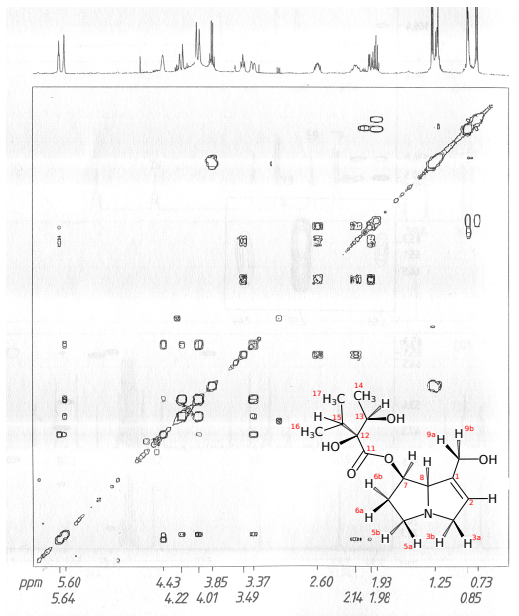 17
14
H₃C
CH₃
H
15
H
13
OH
16
H₃C
12
HO
9a
9b
H
H
11
O
O
H
H
OH
6b
7
8
1
H
H
2
H
6a
N
5b
H
H
5a
3b
H
H
3a
ppm 5.60 4.43 3.85 3.37 2.60 1.93 1.25 0.73
5.64 4.22 4.01 3.49 2.14 1.98 0.85